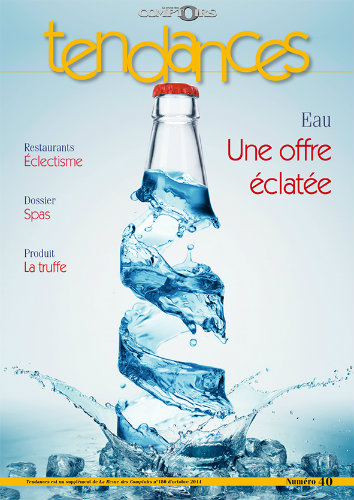 COMPTOIRS
tendances
Eau
Une offre
éclatée
Restaurants
Éclectisme
Dossier
Spas
Produit
La truffe
Tendances est un supplément de La Revue des Comptoirs n°180 d'octobre 2014
Numéro 40